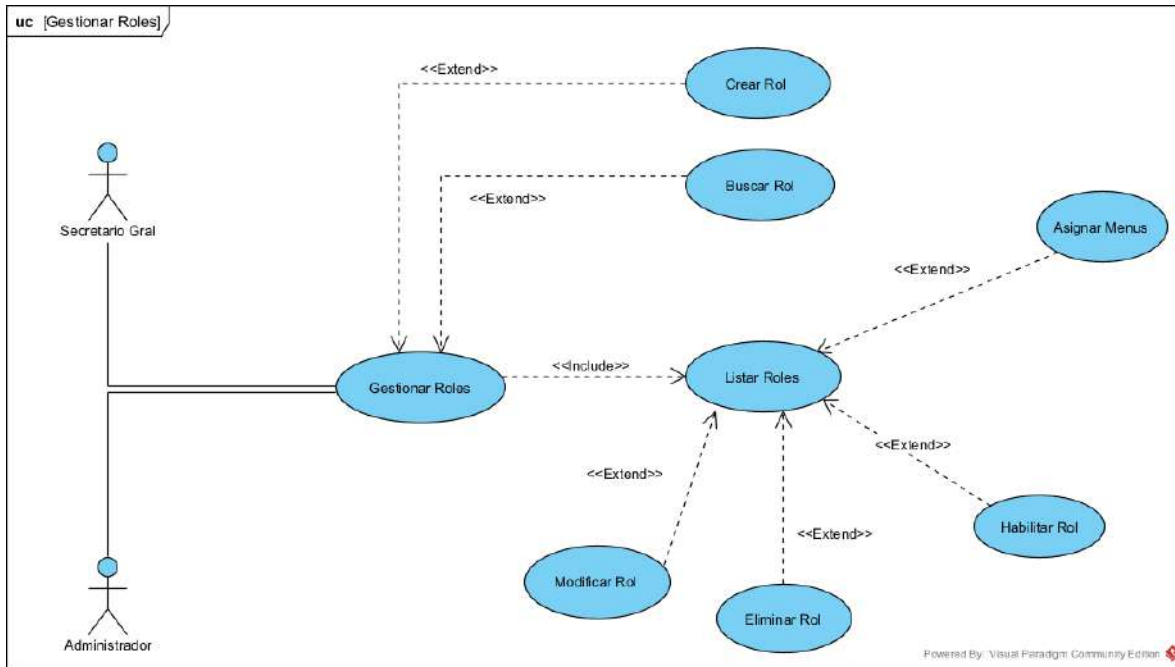 uc [Gestionar Roles]
<<Extend>>
Crear Rol
Buscar Rol
<<Extend>>
Secretario Gral
Asignar Menus
<<Extend>>
Gestionar Roles
<<Include>>
Listar Roles
<<Extend>>
<<Extend>>
Habilitar Rol
<<Extend>>
Modificar Rol
Eliminar Rol
Administrador
Powered By: Visual Paradigm Community Edition